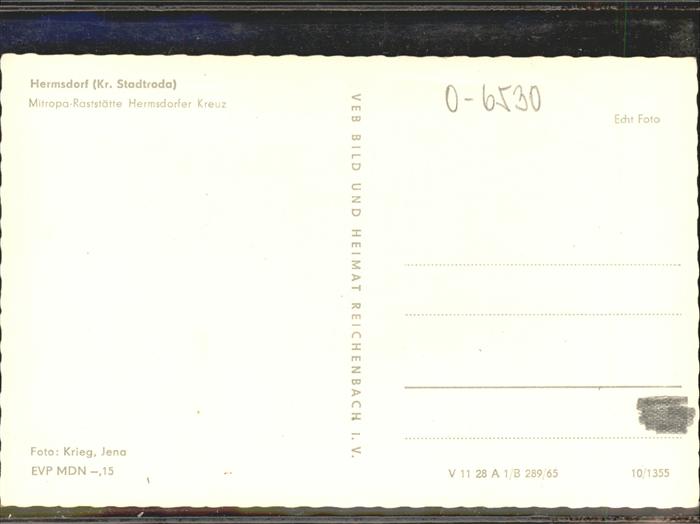 Hermsdorf (Kr. Stadtroda)
Mitropa-Raststätte Hermsdorfer Kreuz
O-6530
Echt Foto
VEB BILD UND HEIMAT REICHENBACH I. V.
Foto: Krieg, Jena
EVP MDN –,15
V 11 28 A 1/B 289/65
10/1355